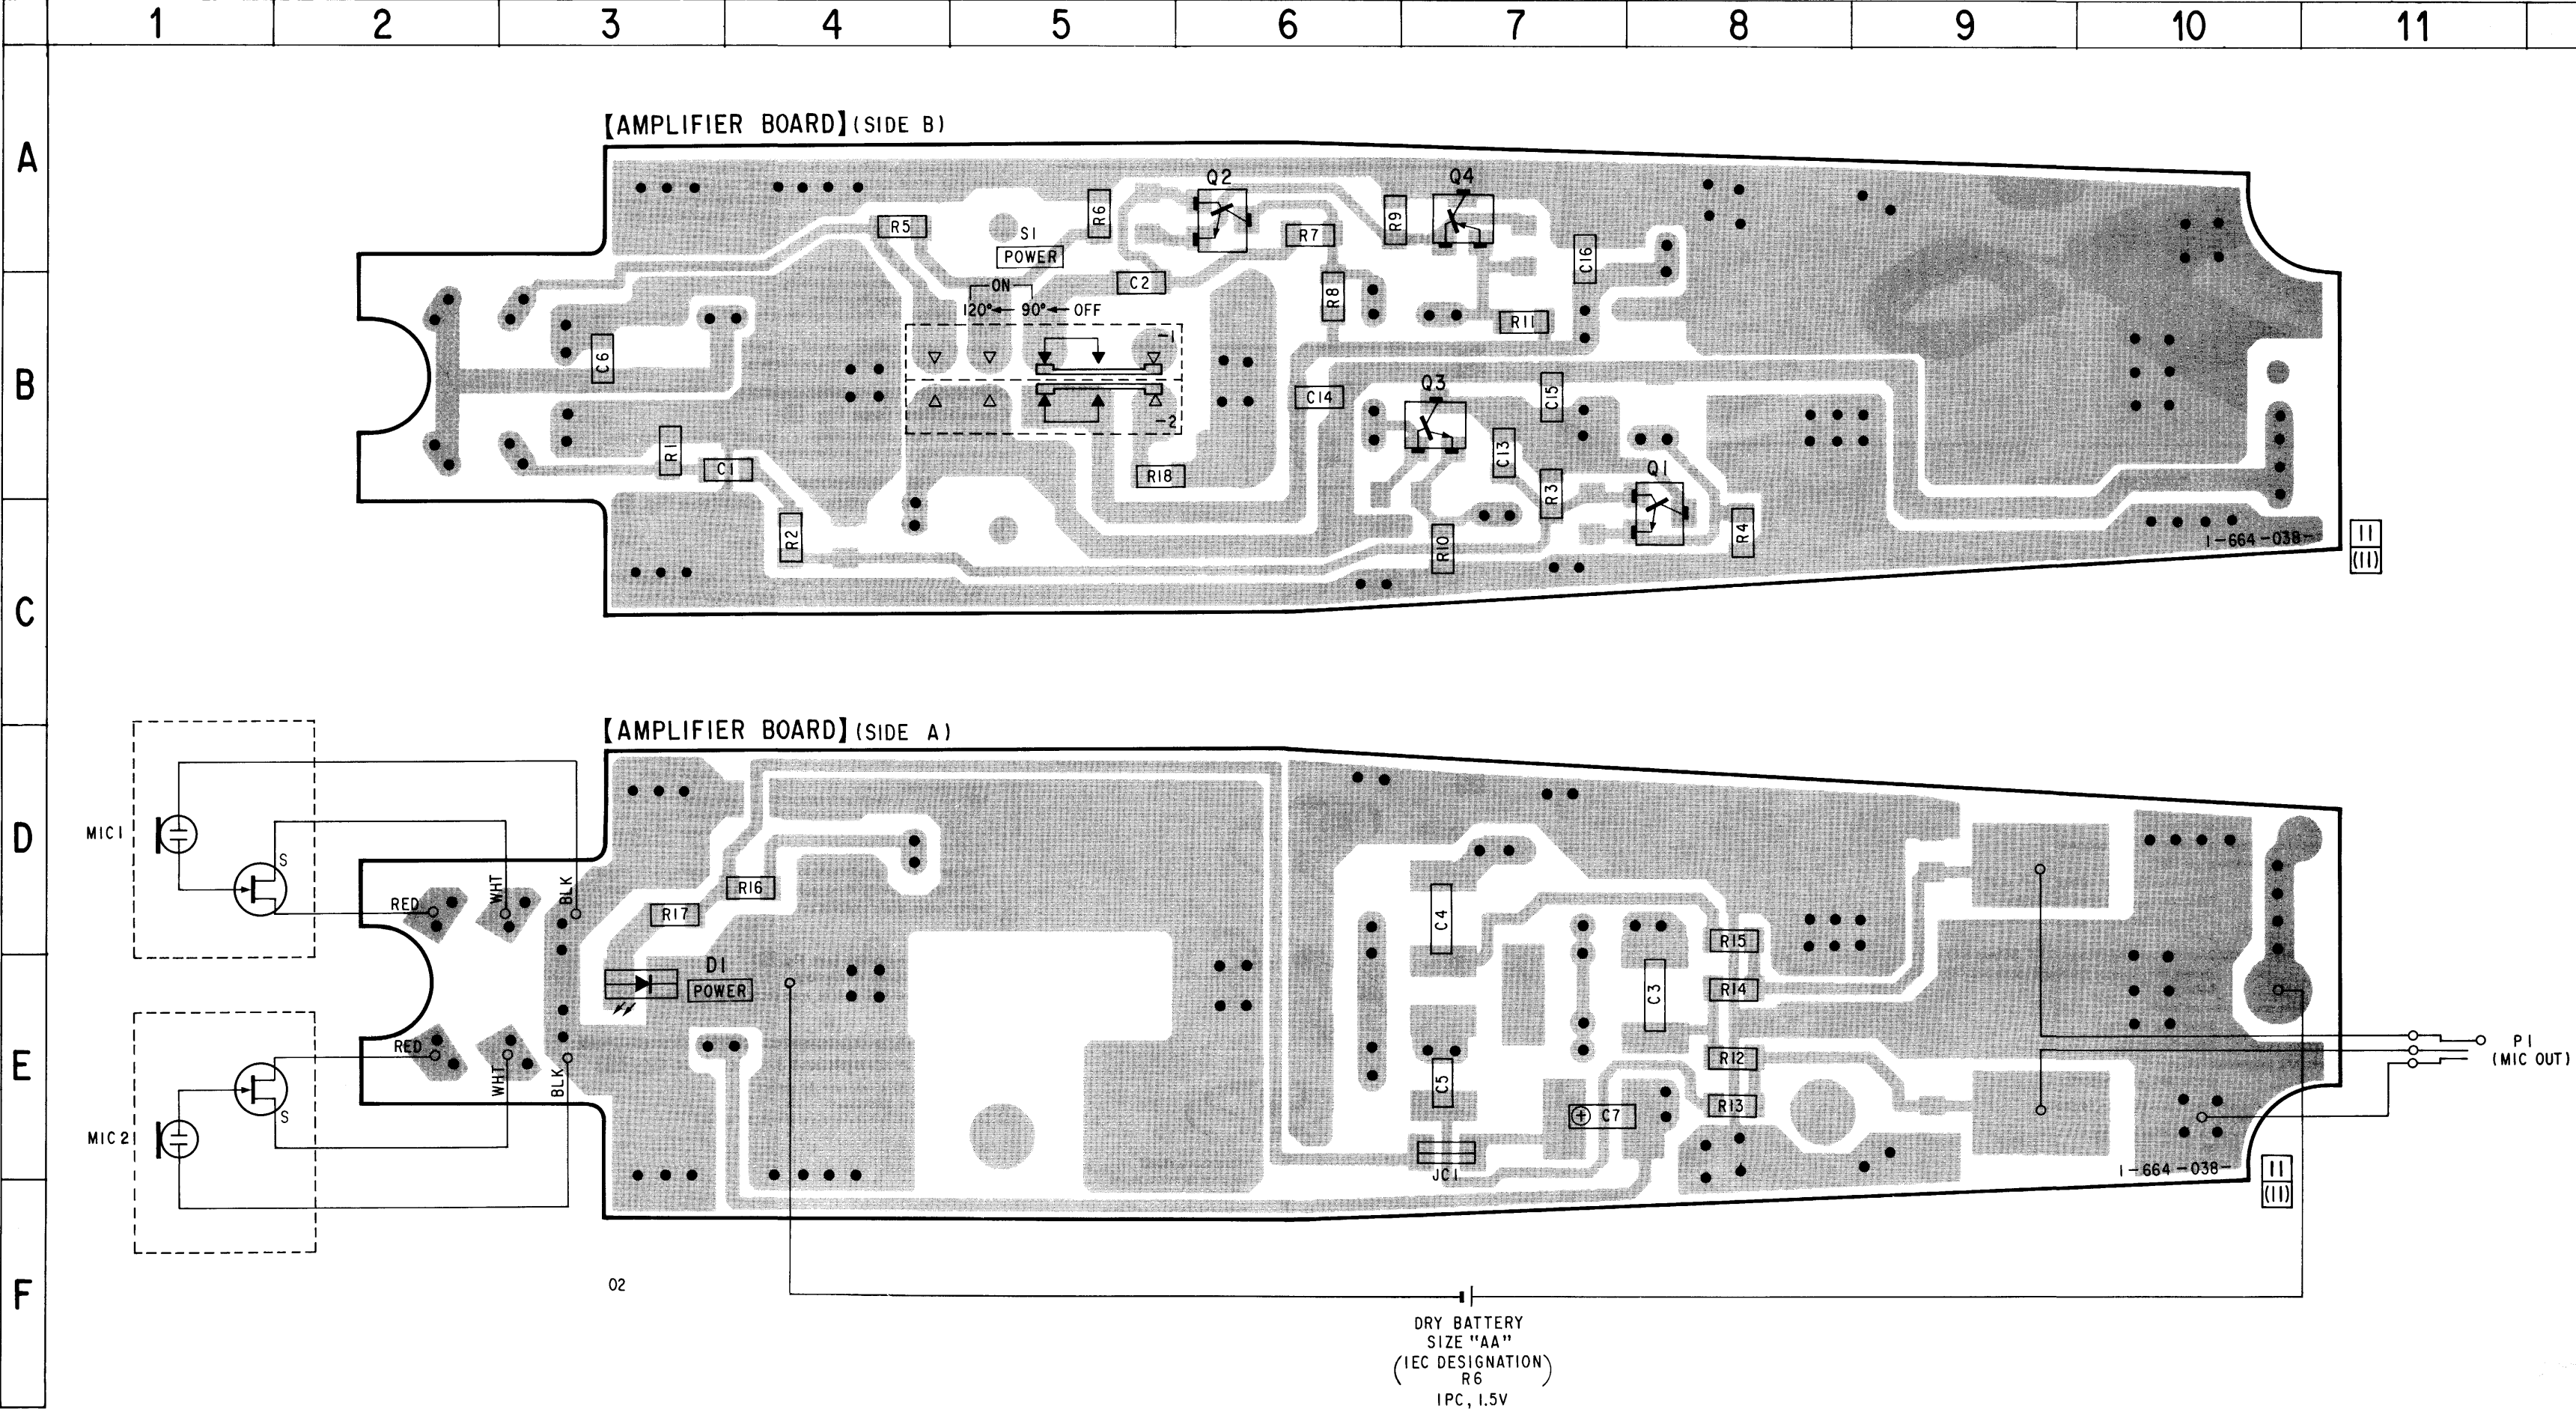 1 2 3 4 5 6 7 8 9 10 11
A
B
C
D
E
F
【AMPLIFIER BOARD】(SIDE B)
Q2
Q4
R6
R9
R5
S1
POWER
R7
C16
ON
C2
R8
120° ← 90° ← OFF
R11
-1
C6
Q3
C14
C15
-2
R1
C1
C13
R18
Q1
R3
R2
R10
R4
1-664-038-
11
(11)
【AMPLIFIER BOARD】(SIDE A)
MIC1
S
RED
WHT
BLK
R16
R17
C4
R15
D1
POWER
R14
C3
RED
WHT
BLK
R12
C5
R13
C7
P1
(MIC OUT)
S
MIC2
JC1
1-664-038-
11
(11)
02
DRY BATTERY
SIZE "AA"
(IEC DESIGNATION)
R6
1PC, 1.5V